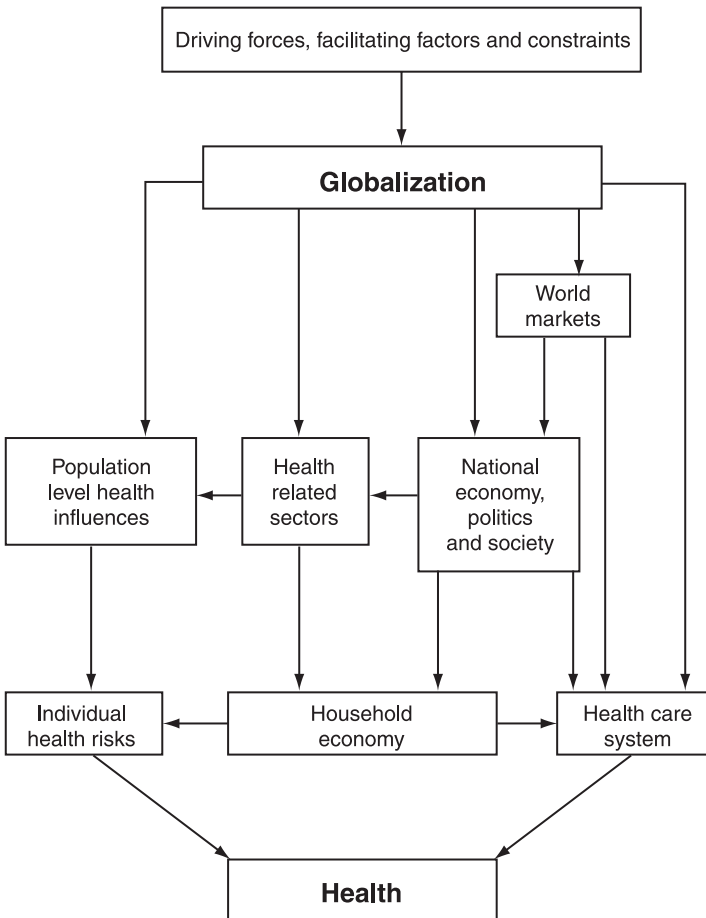 Driving forces, facilitating factors and constraints
Globalization
World
markets
Population
level health
influences
Health
related
sectors
National
economy,
politics
and society
Individual
health risks
Household
economy
Health care
system
Health